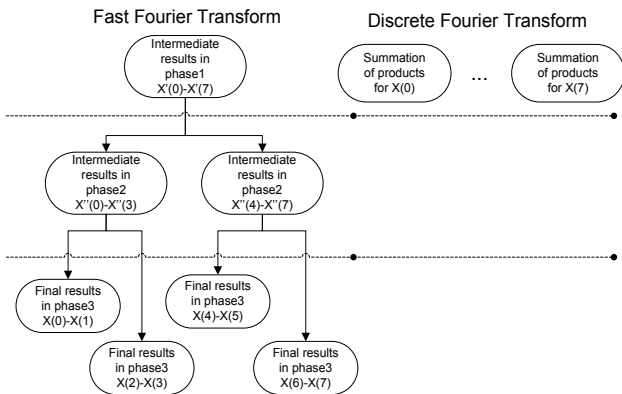 Fast Fourier Transform
Discrete Fourier Transform
Intermediate
results in
phase1
X'(0)-X'(7)
Summation
of products
for X(0)
...
Summation
of products
for X(7)
Intermediate
results in
phase2
X''(0)-X''(3)
Intermediate
results in
phase2
X''(4)-X''(7)
Final results
in phase3
X(0)-X(1)
Final results
in phase3
X(4)-X(5)
Final results
in phase3
X(2)-X(3)
Final results
in phase3
X(6)-X(7)